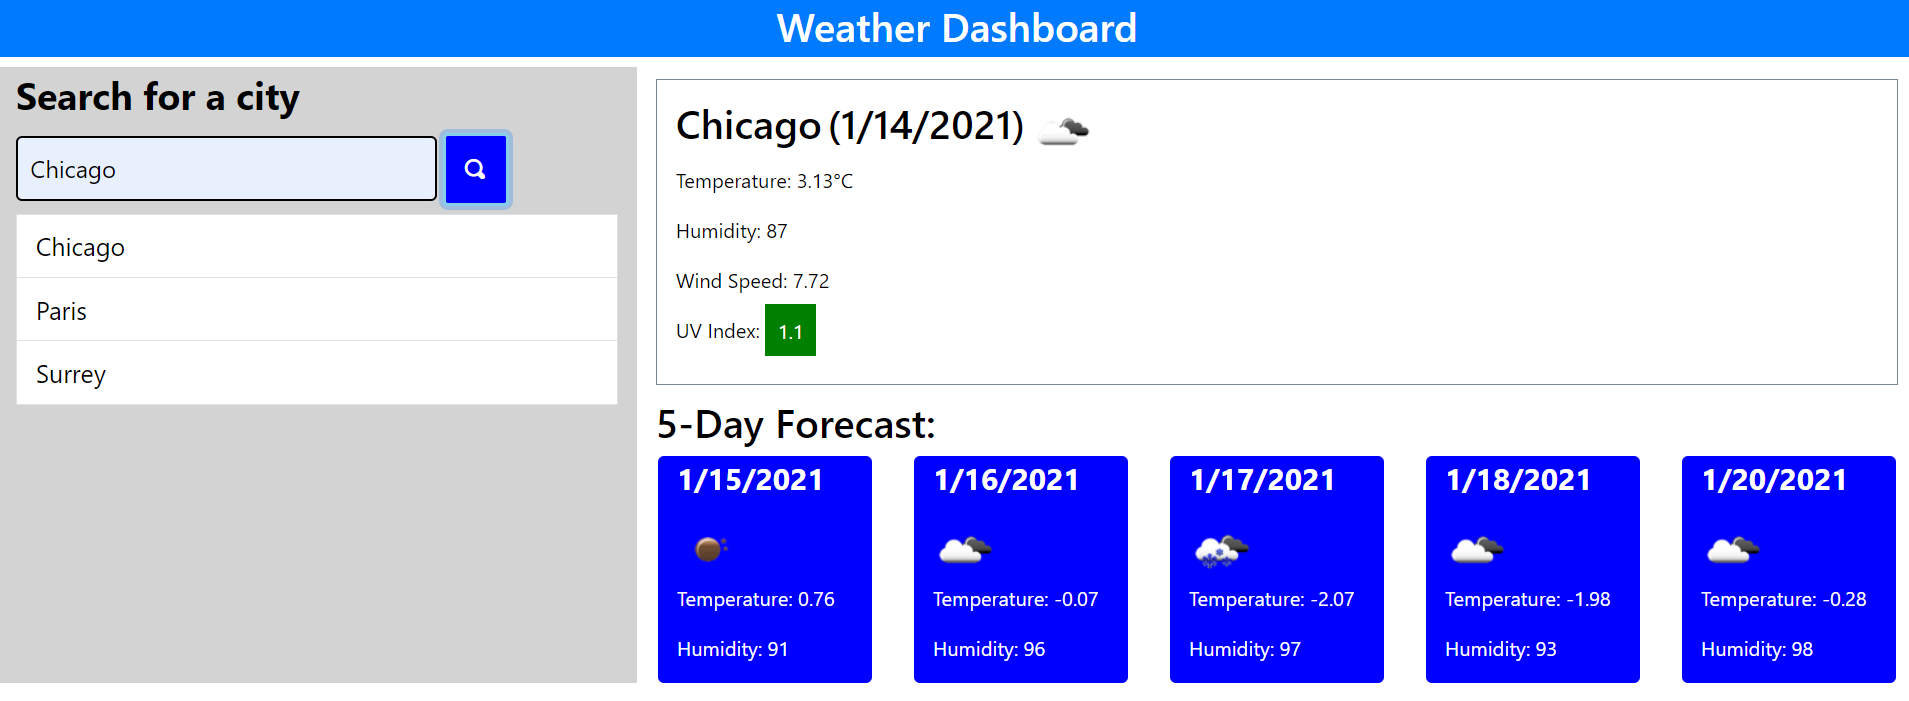 Weather Dashboard
Search for a city
Chicago
Chicago
Paris
Surrey
Chicago (1/14/2021)
Temperature: 3.13°C
Humidity: 87
Wind Speed: 7.72
UV Index: 1.1
5-Day Forecast:
1/15/2021
Temperature: 0.76
Humidity: 91
1/16/2021
Temperature: -0.07
Humidity: 96
1/17/2021
Temperature: -2.07
Humidity: 97
1/18/2021
Temperature: -1.98
Humidity: 93
1/20/2021
Temperature: -0.28
Humidity: 98